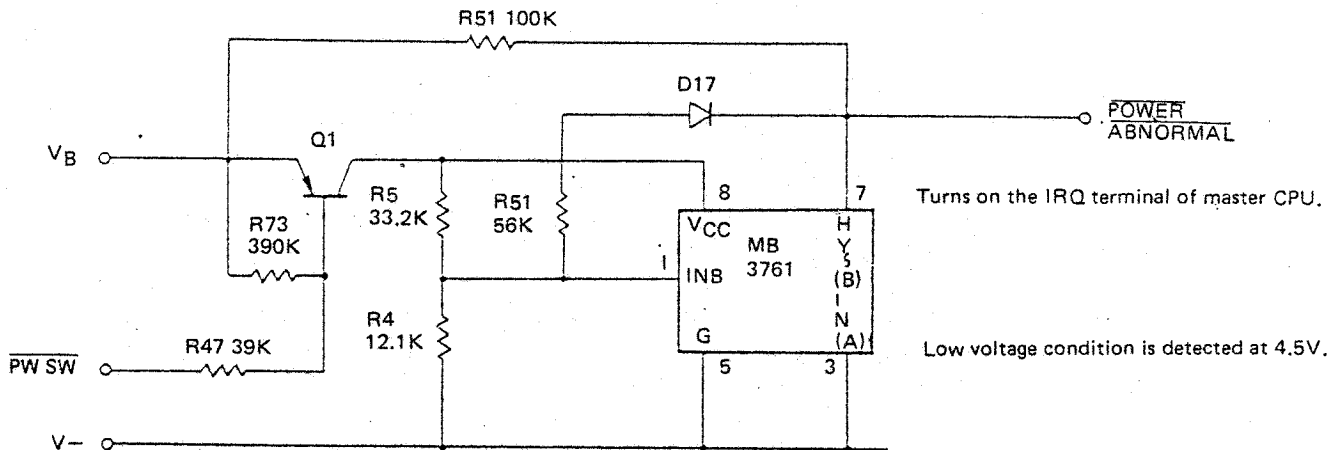 R51 100K
D17
POWER
ABNORMAL
Q1
VB
R5
33.2K
R51
56K
8
7
Turns on the IRQ terminal of master CPU.
R73
390K
VCC
MB
3761
HYS(B)
1
INB
IN(A)
R4
12.1K
G
R47 39K
PW SW
Low voltage condition is detected at 4.5V.
5
3
V−